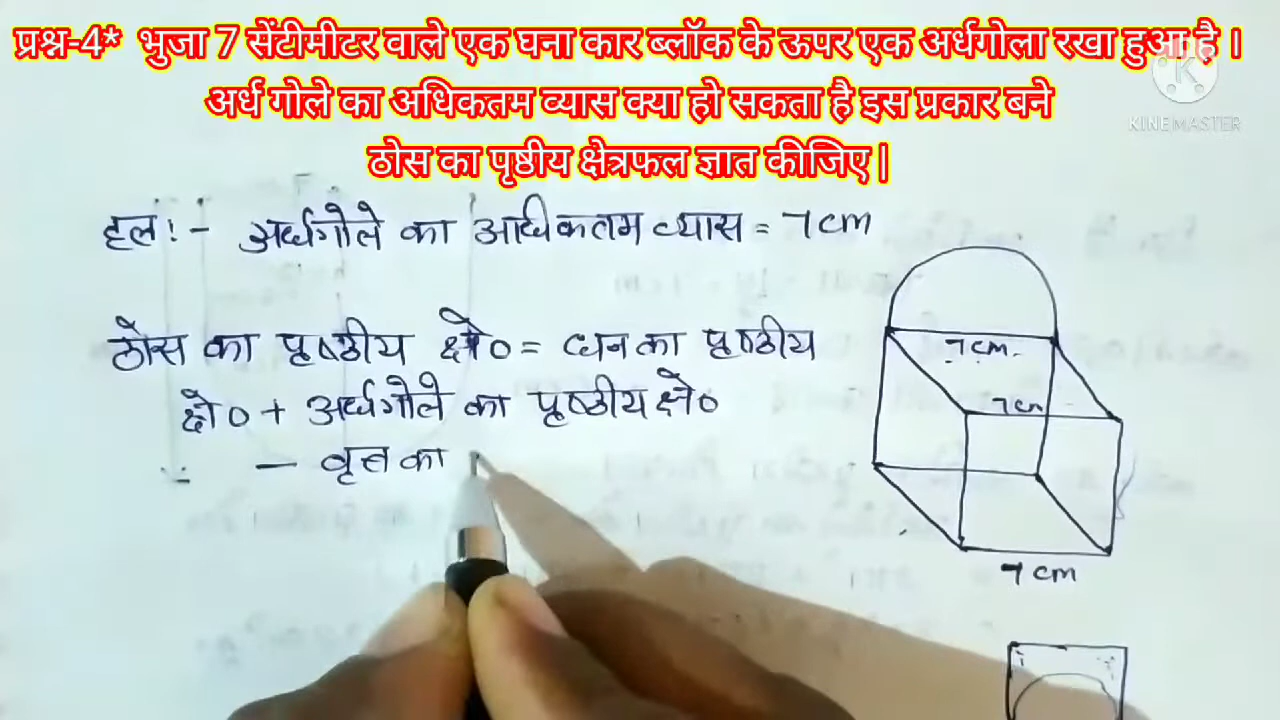 प्रश्न-4* भुजा 7 सेंटीमीटर वाले एक घना कार ब्लॉक के ऊपर एक अर्धगोला रखा हुआ है ।
अर्ध गोले का अधिकतम व्यास क्या हो सकता है इस प्रकार बने
ठोस का पृष्ठीय क्षेत्रफल ज्ञात कीजिए |
KINEMASTER
हल :- अर्धगोले का अधिकतम व्यास = 7 cm
ठोस का पृष्ठीय क्षे० = घन का पृष्ठीय
क्षे० + अर्धगोले का पृष्ठीय क्षे०
- वृत्त का
7 cm
7 cm
7 cm